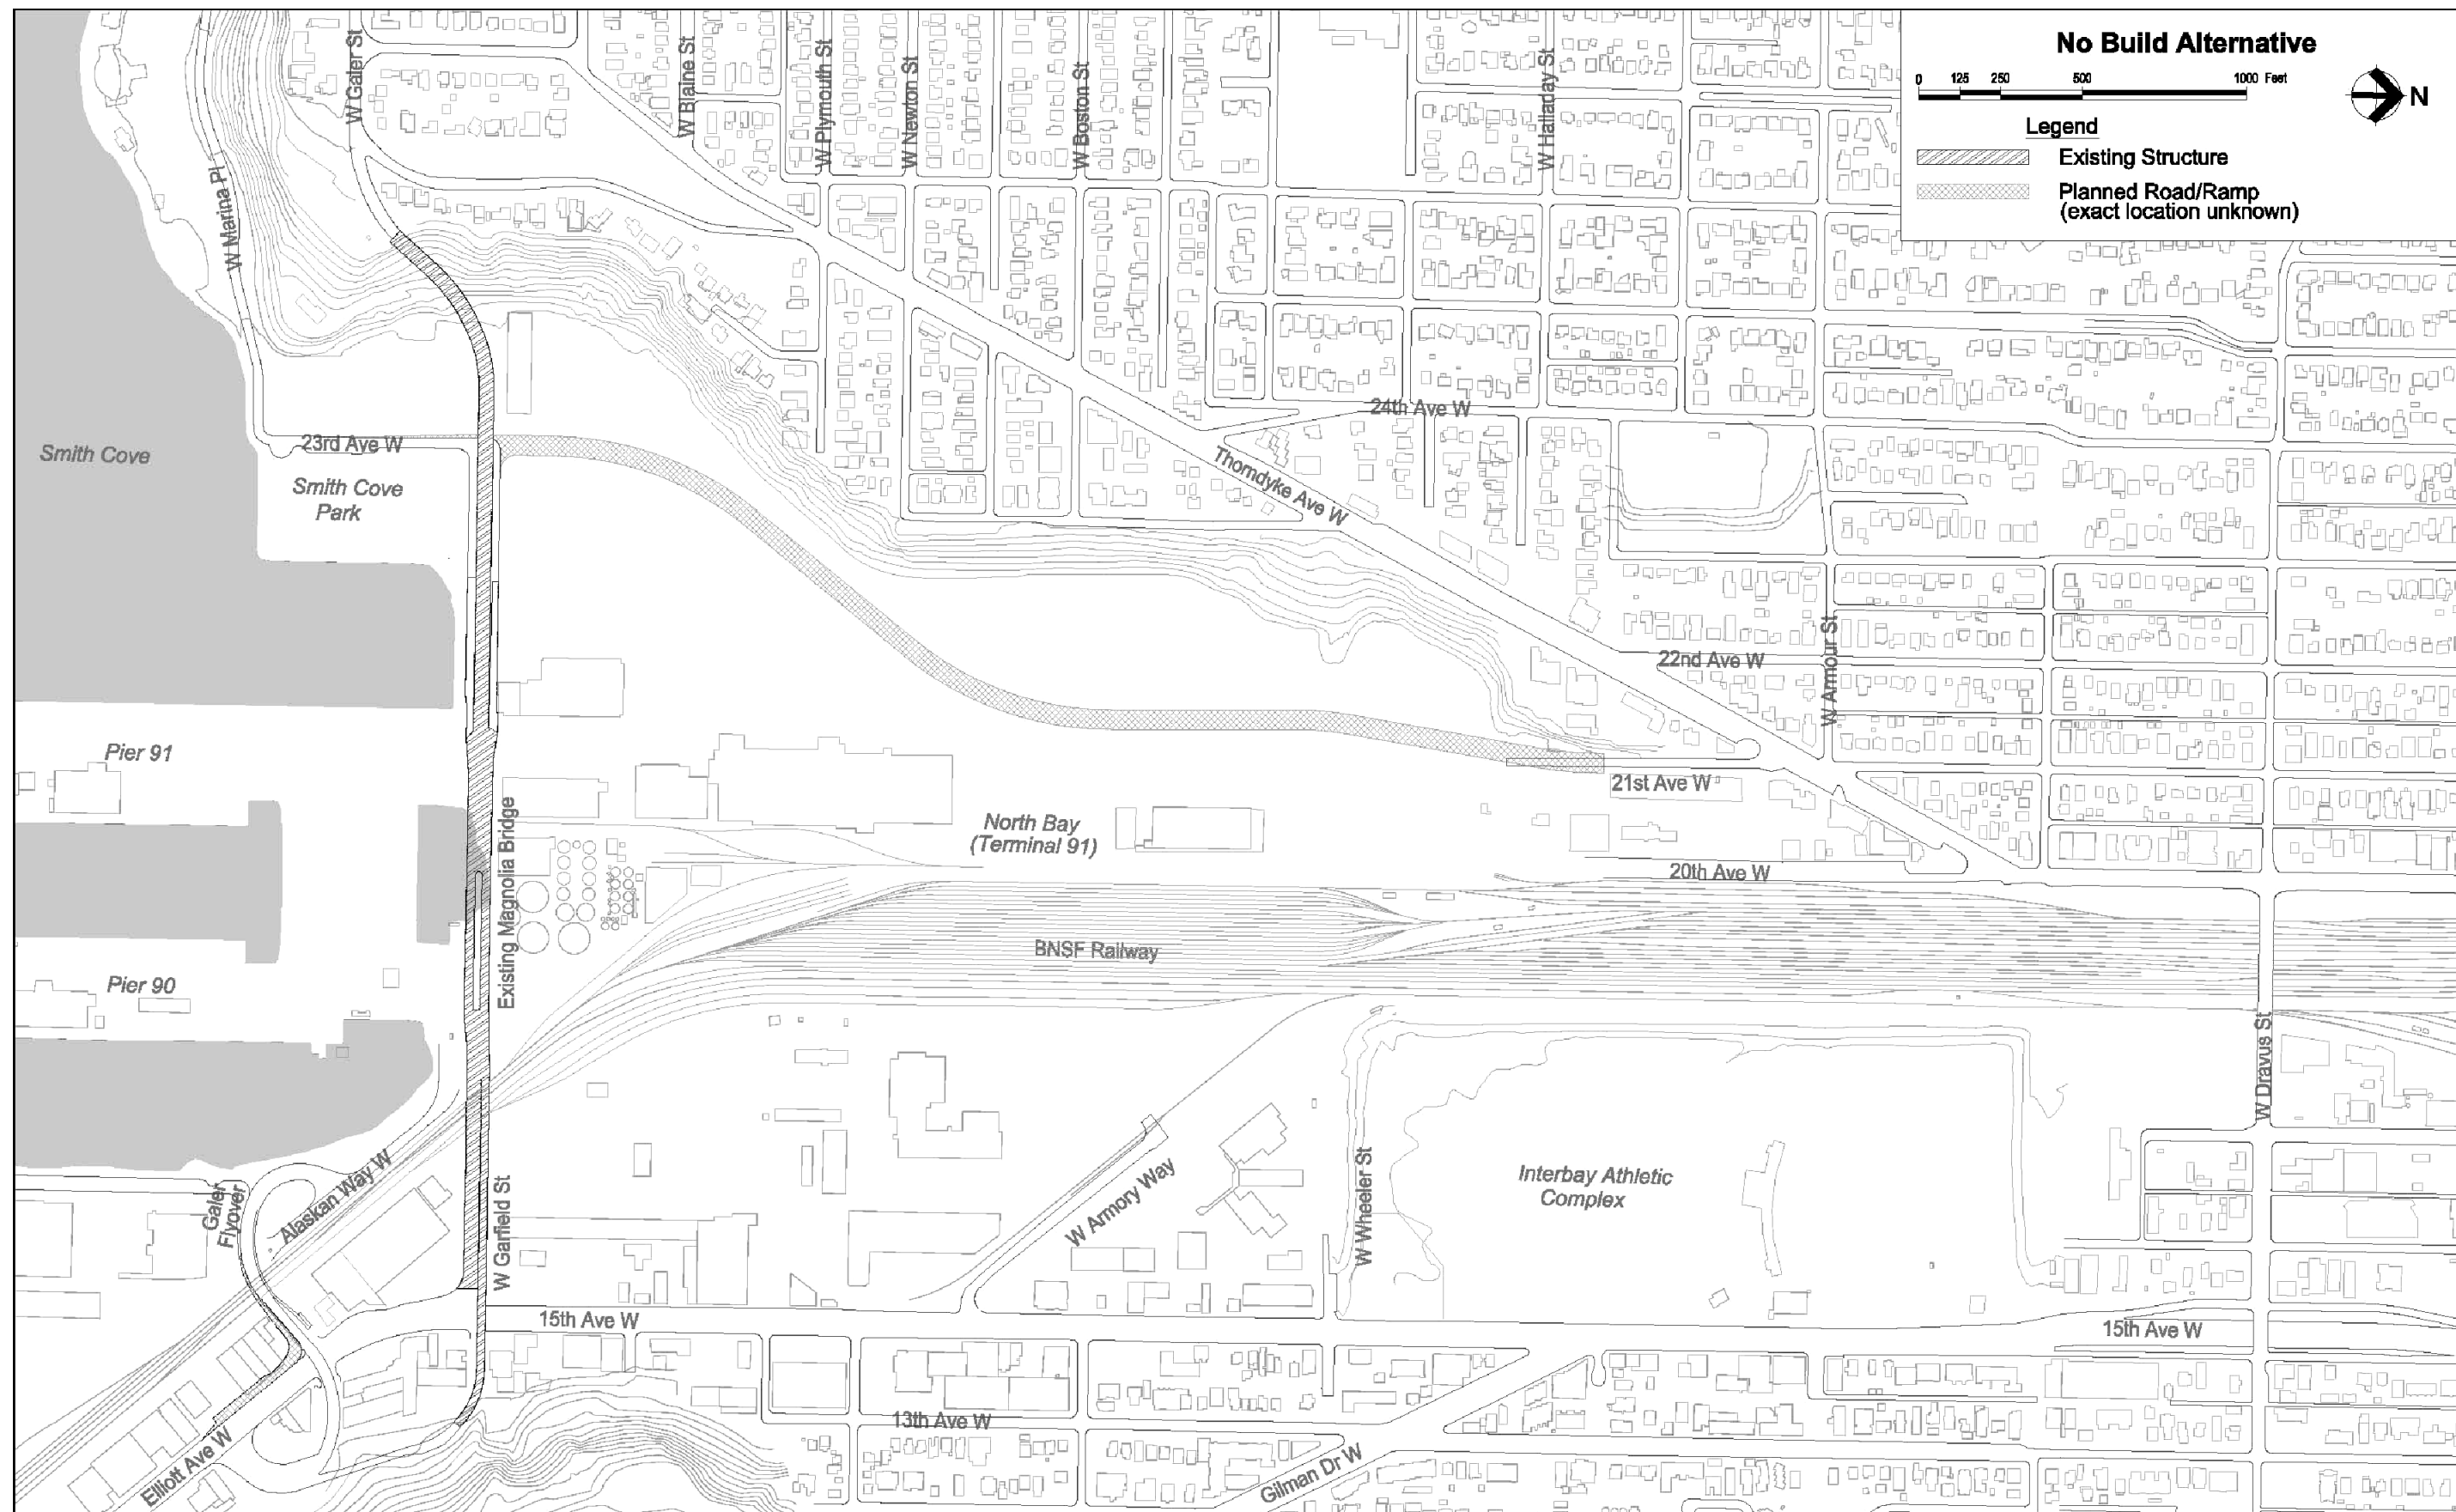 No Build Alternative
0 125 250 500 1000 Feet
N
Legend
Existing Structure
Planned Road/Ramp
(exact location unknown)
W Galer St
W Blaine St
W Plymouth St
W Newton St
W Boston St
W Halladay St
W Marina Pl
24th Ave W
23rd Ave W
Smith Cove
Smith Cove
Park
Thorndyke Ave W
22nd Ave W
W Armour St
Pier 91
21st Ave W
North Bay
(Terminal 91)
Existing Magnolia Bridge
20th Ave W
BNSF Railway
Pier 90
W Dravus St
Galer
Flyover
Alaskan Way W
W Garfield St
W Armory Way
W Wheeler St
Interbay Athletic
Complex
15th Ave W
15th Ave W
13th Ave W
Elliott Ave W
Gilman Dr W